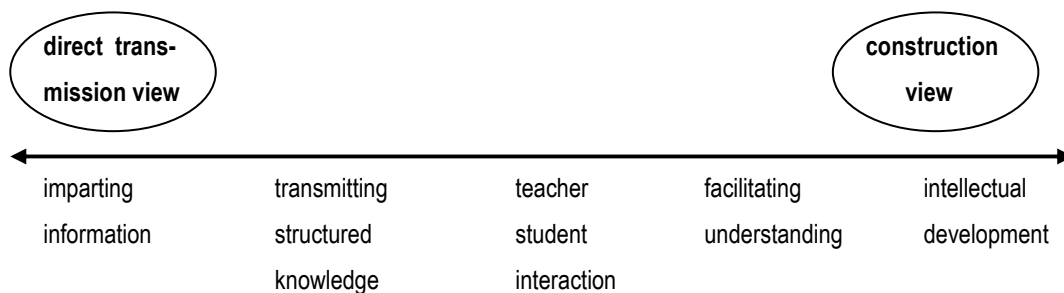 direct trans-
mission view
construction
view
imparting
information
transmitting
structured
knowledge
teacher
student
interaction
facilitating
understanding
intellectual
development